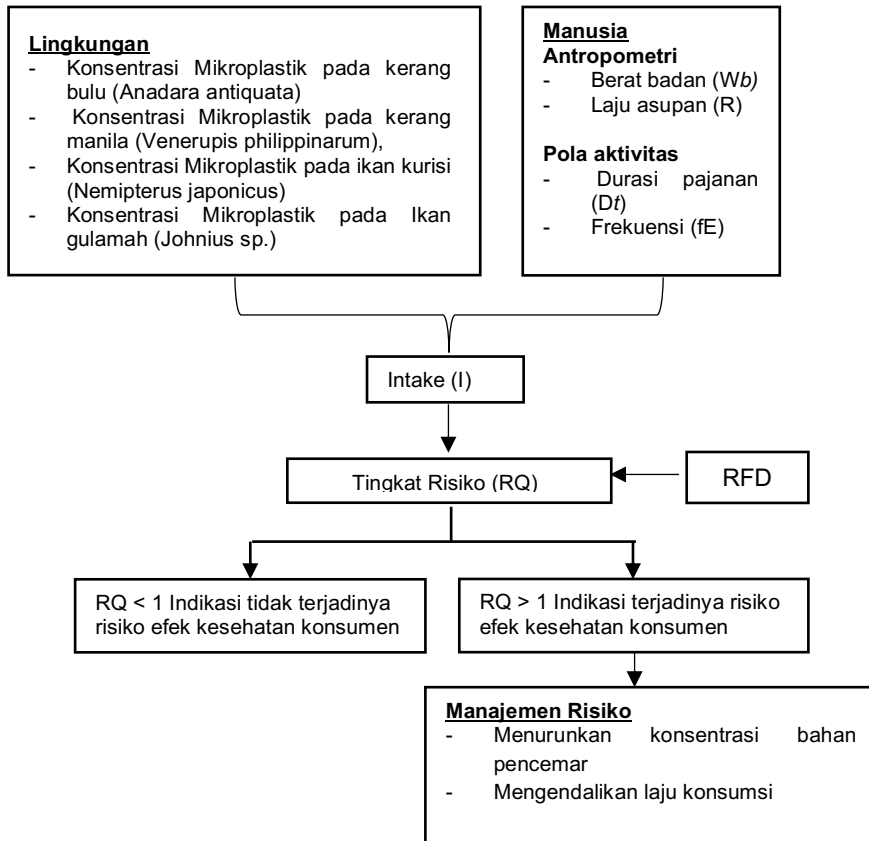 Lingkungan
- Konsentrasi Mikroplastik pada kerang
bulu (Anadara antiquata)
- Konsentrasi Mikroplastik pada kerang
manila (Venerupis philippinarum),
- Konsentrasi Mikroplastik pada ikan kurisi
(Nemipterus japonicus)
- Konsentrasi Mikroplastik pada Ikan
gulamah (Johnius sp.)
Manusia
Antropometri
- Berat badan (Wb)
- Laju asupan (R)
Pola aktivitas
- Durasi pajanan
(Dt)
- Frekuensi (fE)
Intake (I)
Tingkat Risiko (RQ)
RFD
RQ < 1 Indikasi tidak terjadinya
risiko efek kesehatan konsumen
RQ > 1 Indikasi terjadinya risiko
efek kesehatan konsumen
Manajemen Risiko
- Menurunkan konsentrasi bahan
pencemar
- Mengendalikan laju konsumsi